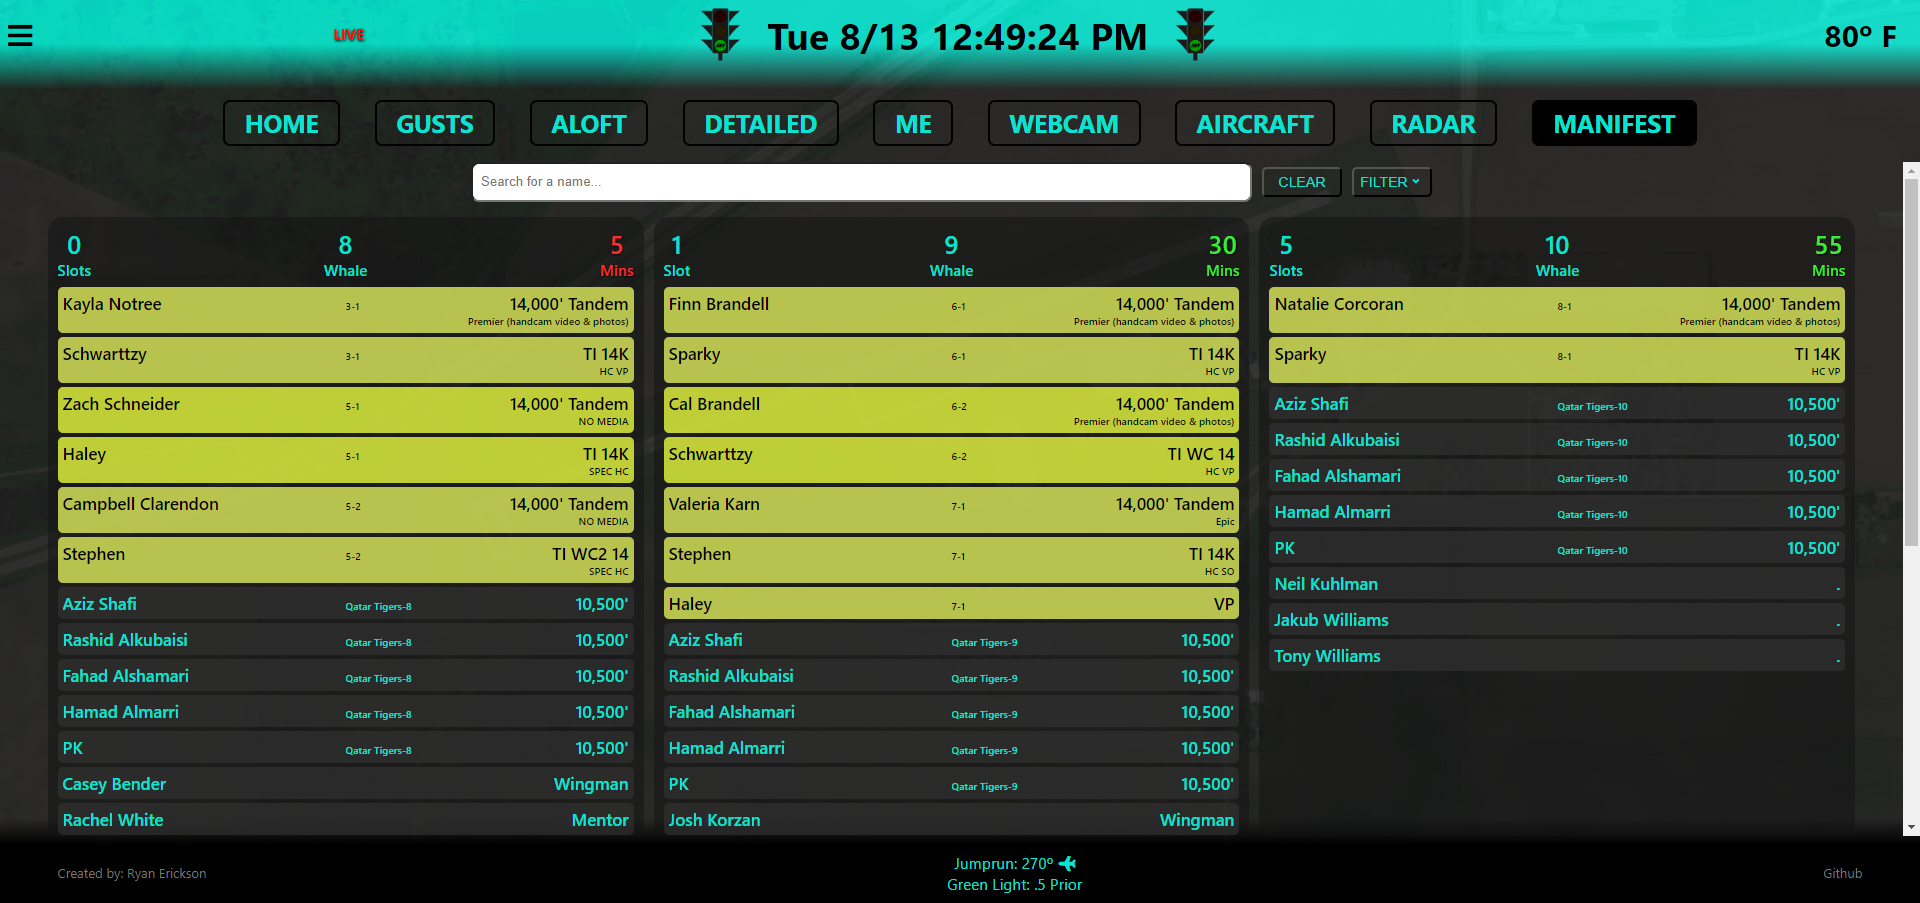 LIVE
Tue 8/13 12:49:24 PM
80º F
HOME
GUSTS
ALOFT
DETAILED
ME
WEBCAM
AIRCRAFT
RADAR
MANIFEST
Search for a name...
CLEAR
FILTER
0 8 5
Slots Whale Mins
Kayla Notree 3-1 14,000' Tandem
Premier (handcam video & photos)
Schwarttzy 3-1 TI 14K
HC VP
Zach Schneider 5-1 14,000' Tandem
NO MEDIA
Haley 5-1 TI 14K
SPEC HC
Campbell Clarendon 5-2 14,000' Tandem
NO MEDIA
Stephen 5-2 TI WC2 14
SPEC HC
Aziz Shafi Qatar Tigers-8 10,500'
Rashid Alkubaisi Qatar Tigers-8 10,500'
Fahad Alshamari Qatar Tigers-8 10,500'
Hamad Almarri Qatar Tigers-8 10,500'
PK Qatar Tigers-8 10,500'
Casey Bender Wingman
Rachel White Mentor
1 9 30
Slot Whale Mins
Finn Brandell 6-1 14,000' Tandem
Premier (handcam video & photos)
Sparky 6-1 TI 14K
HC VP
Cal Brandell 6-2 14,000' Tandem
Premier (handcam video & photos)
Schwarttzy 6-2 TI WC 14
HC VP
Valeria Karn 7-1 14,000' Tandem
Epic
Stephen 7-1 TI 14K
HC SO
Haley 7-1 VP
Aziz Shafi Qatar Tigers-9 10,500'
Rashid Alkubaisi Qatar Tigers-9 10,500'
Fahad Alshamari Qatar Tigers-9 10,500'
Hamad Almarri Qatar Tigers-9 10,500'
PK Qatar Tigers-9 10,500'
Josh Korzan Wingman
5 10 55
Slots Whale Mins
Natalie Corcoran 8-1 14,000' Tandem
Premier (handcam video & photos)
Sparky 8-1 TI 14K
HC VP
Aziz Shafi Qatar Tigers-10 10,500'
Rashid Alkubaisi Qatar Tigers-10 10,500'
Fahad Alshamari Qatar Tigers-10 10,500'
Hamad Almarri Qatar Tigers-10 10,500'
PK Qatar Tigers-10 10,500'
Neil Kuhlman .
Jakub Williams .
Tony Williams .
Created by: Ryan Erickson
Jumprun: 270º
Green Light: .5 Prior
Github